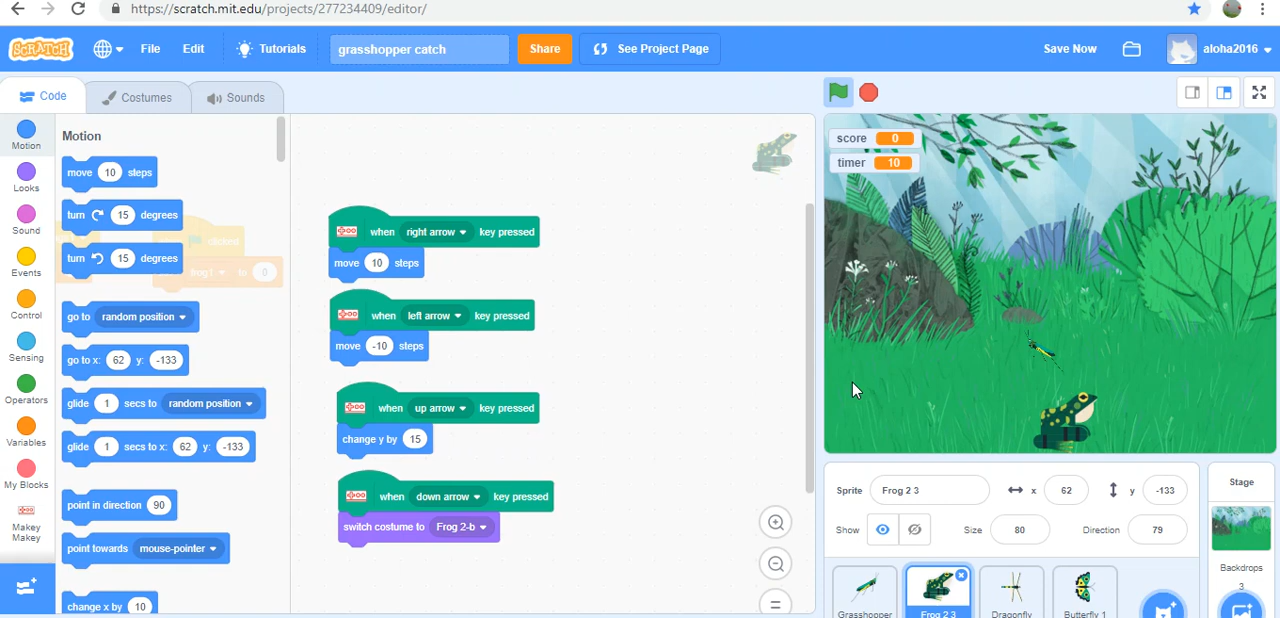 https://scratch.mit.edu/projects/277234409/editor/
SCRATCH File Edit Tutorials grasshopper catch Share See Project Page Save Now aloha2016
Code Costumes Sounds
Motion
Looks
Sound
Events
Control
Sensing
Operators
Variables
My Blocks
Makey
Makey
Motion
move 10 steps
turn 15 degrees
turn 15 degrees
go to random position
go to x: 62 y: -133
glide 1 secs to random position
glide 1 secs to x: 62 y: -133
point in direction 90
point towards mouse-pointer
change x by 10
clicked
frog1 to 0
when right arrow key pressed
move 10 steps
when left arrow key pressed
move -10 steps
when up arrow key pressed
change y by 15
when down arrow key pressed
switch costume to Frog 2-b
score 0
timer 10
Sprite Frog 2 3 x 62 y -133
Show Size 80 Direction 79
Grasshopper Frog 2 3 Dragonfly Butterfly 1
Stage
Backdrops
3